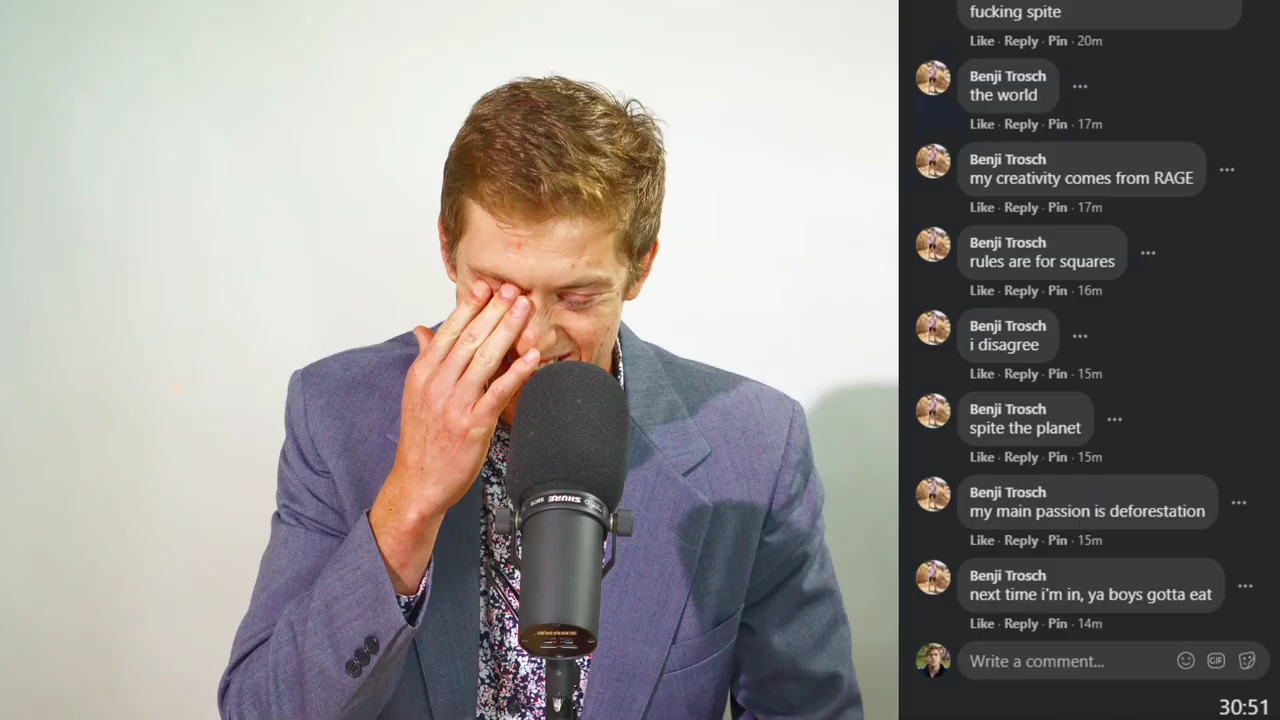 fucking spite
Like · Reply · Pin · 20m
Benji Trosch
the world
Like · Reply · Pin · 17m
Benji Trosch
my creativity comes from RAGE
Like · Reply · Pin · 17m
Benji Trosch
rules are for squares
Like · Reply · Pin · 16m
Benji Trosch
i disagree
Like · Reply · Pin · 15m
Benji Trosch
spite the planet
Like · Reply · Pin · 15m
Benji Trosch
my main passion is deforestation
Like · Reply · Pin · 15m
Benji Trosch
next time i'm in, ya boys gotta eat
Like · Reply · Pin · 14m
Write a comment...
GIF
30:51
SHURE